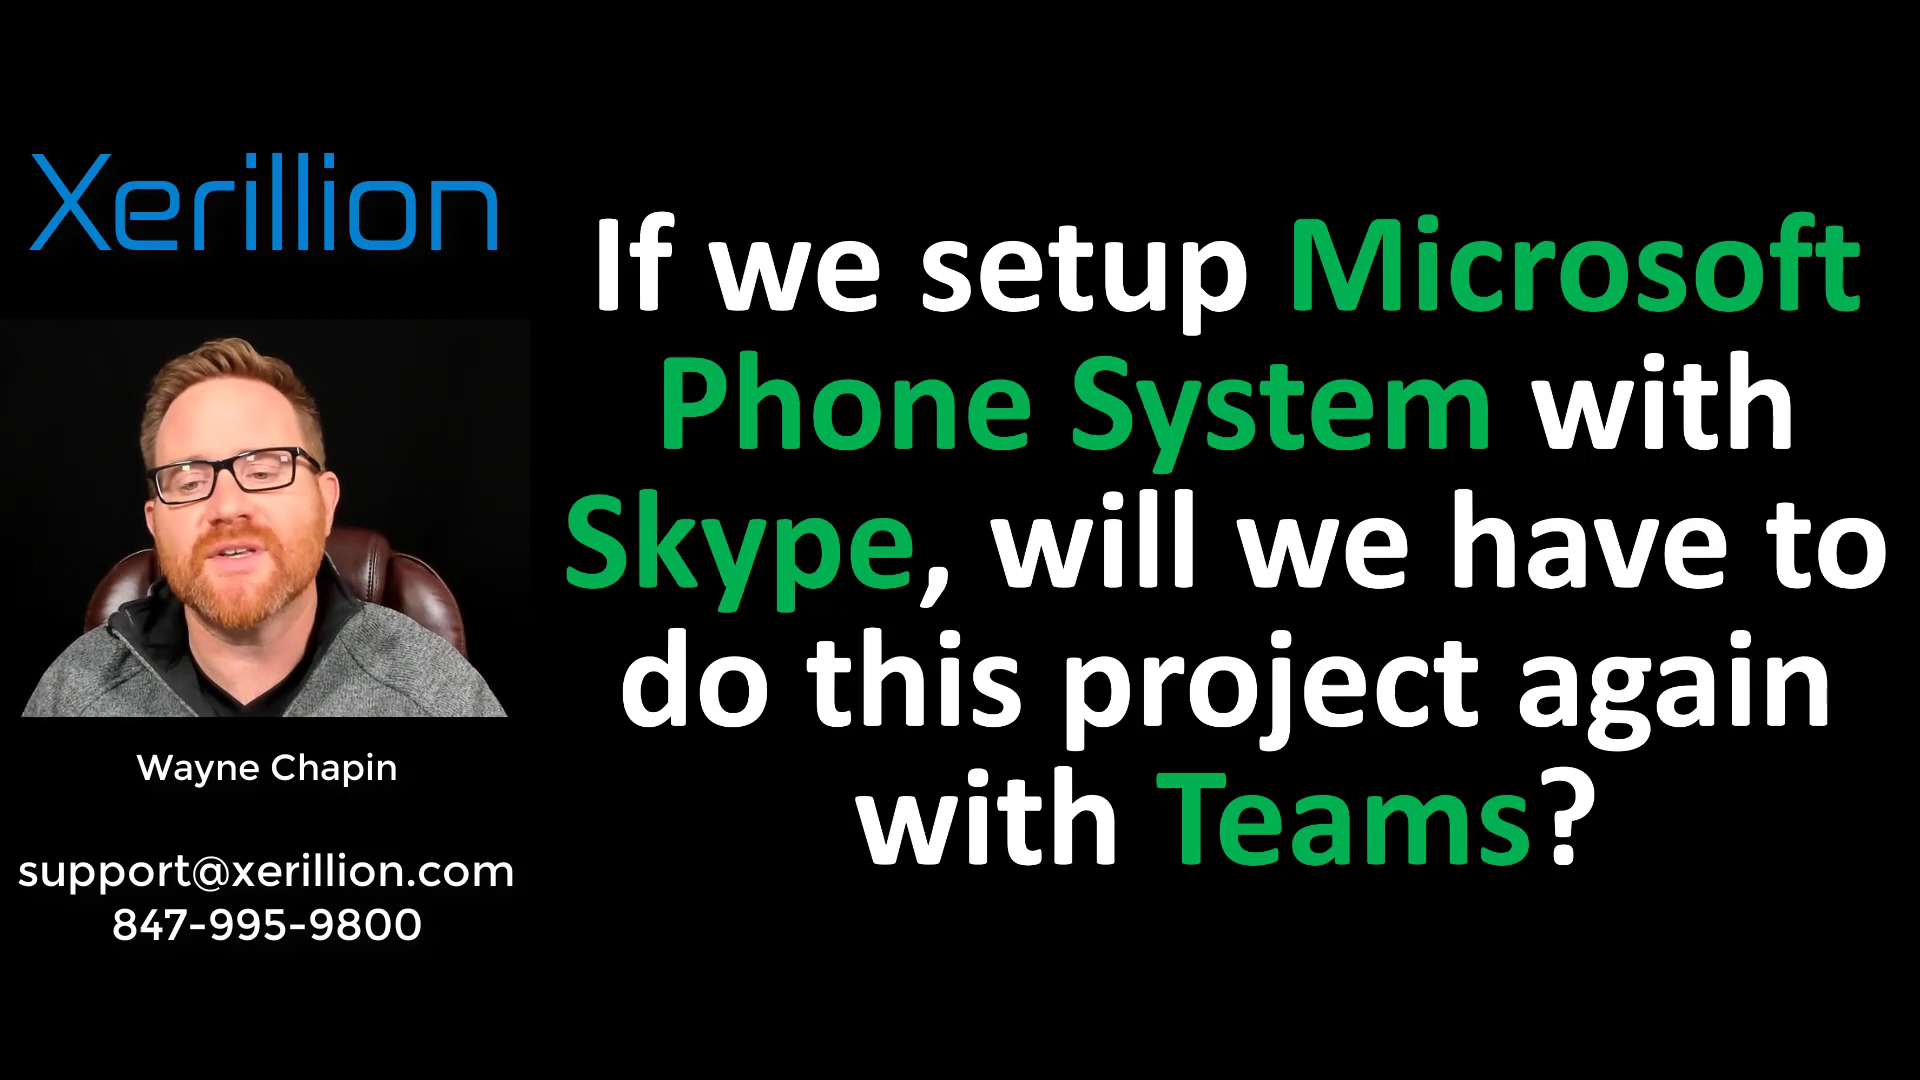 Xerillion
Wayne Chapin
support@xerillion.com
847-995-9800
If we setup Microsoft
Phone System with
Skype, will we have to
do this project again
with Teams?